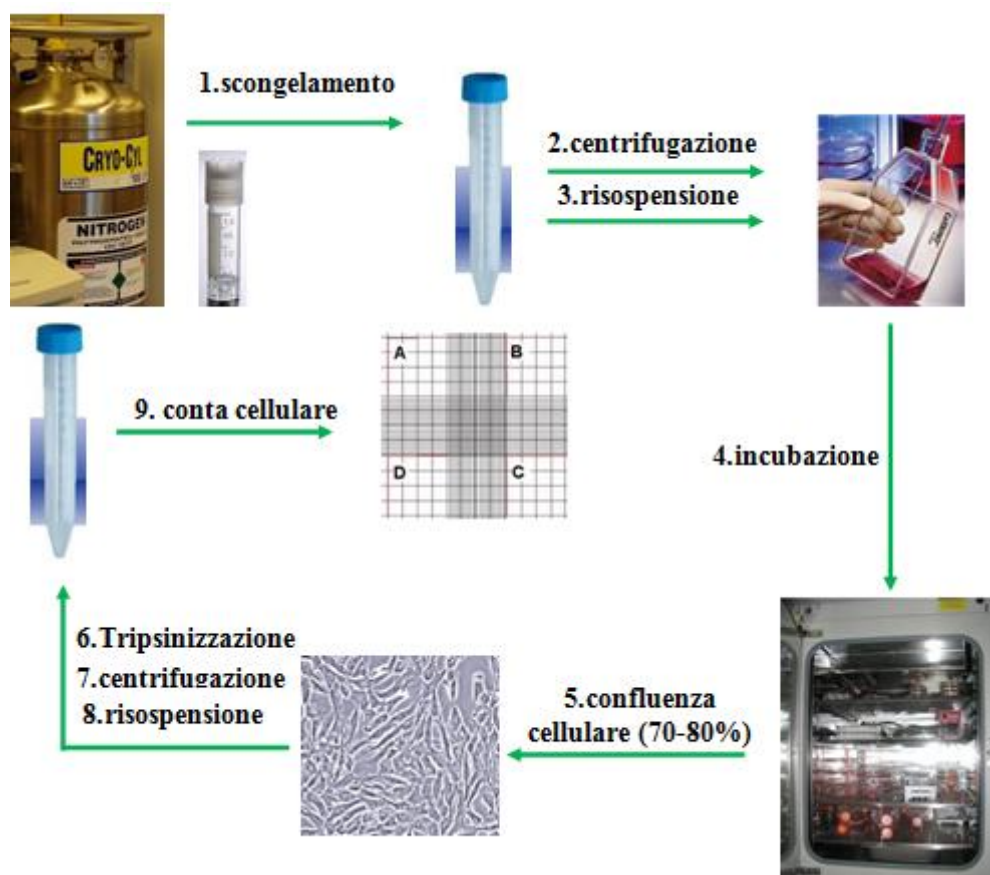 1.scongelamento
CRYO-CYL
NITROGEN
2.centrifugazione
3.risospensione
A
B
D
C
9. conta cellulare
4.incubazione
5.confluenza
cellulare (70-80%)
6.Tripsinizzazione
7.centrifugazione
8.risospensione